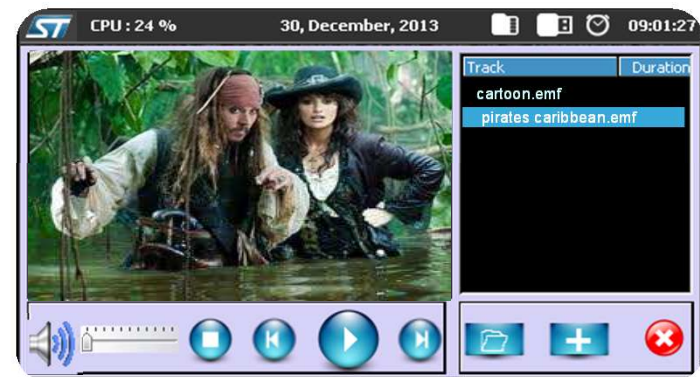 ST CPU : 24 % 30, December, 2013 09:01:27
Track Duration
cartoon.emf
pirates caribbean.emf